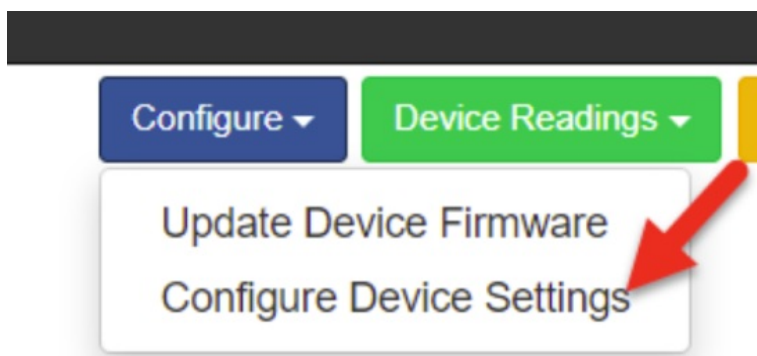 Configure Device Readings
Update Device Firmware
Configure Device Settings